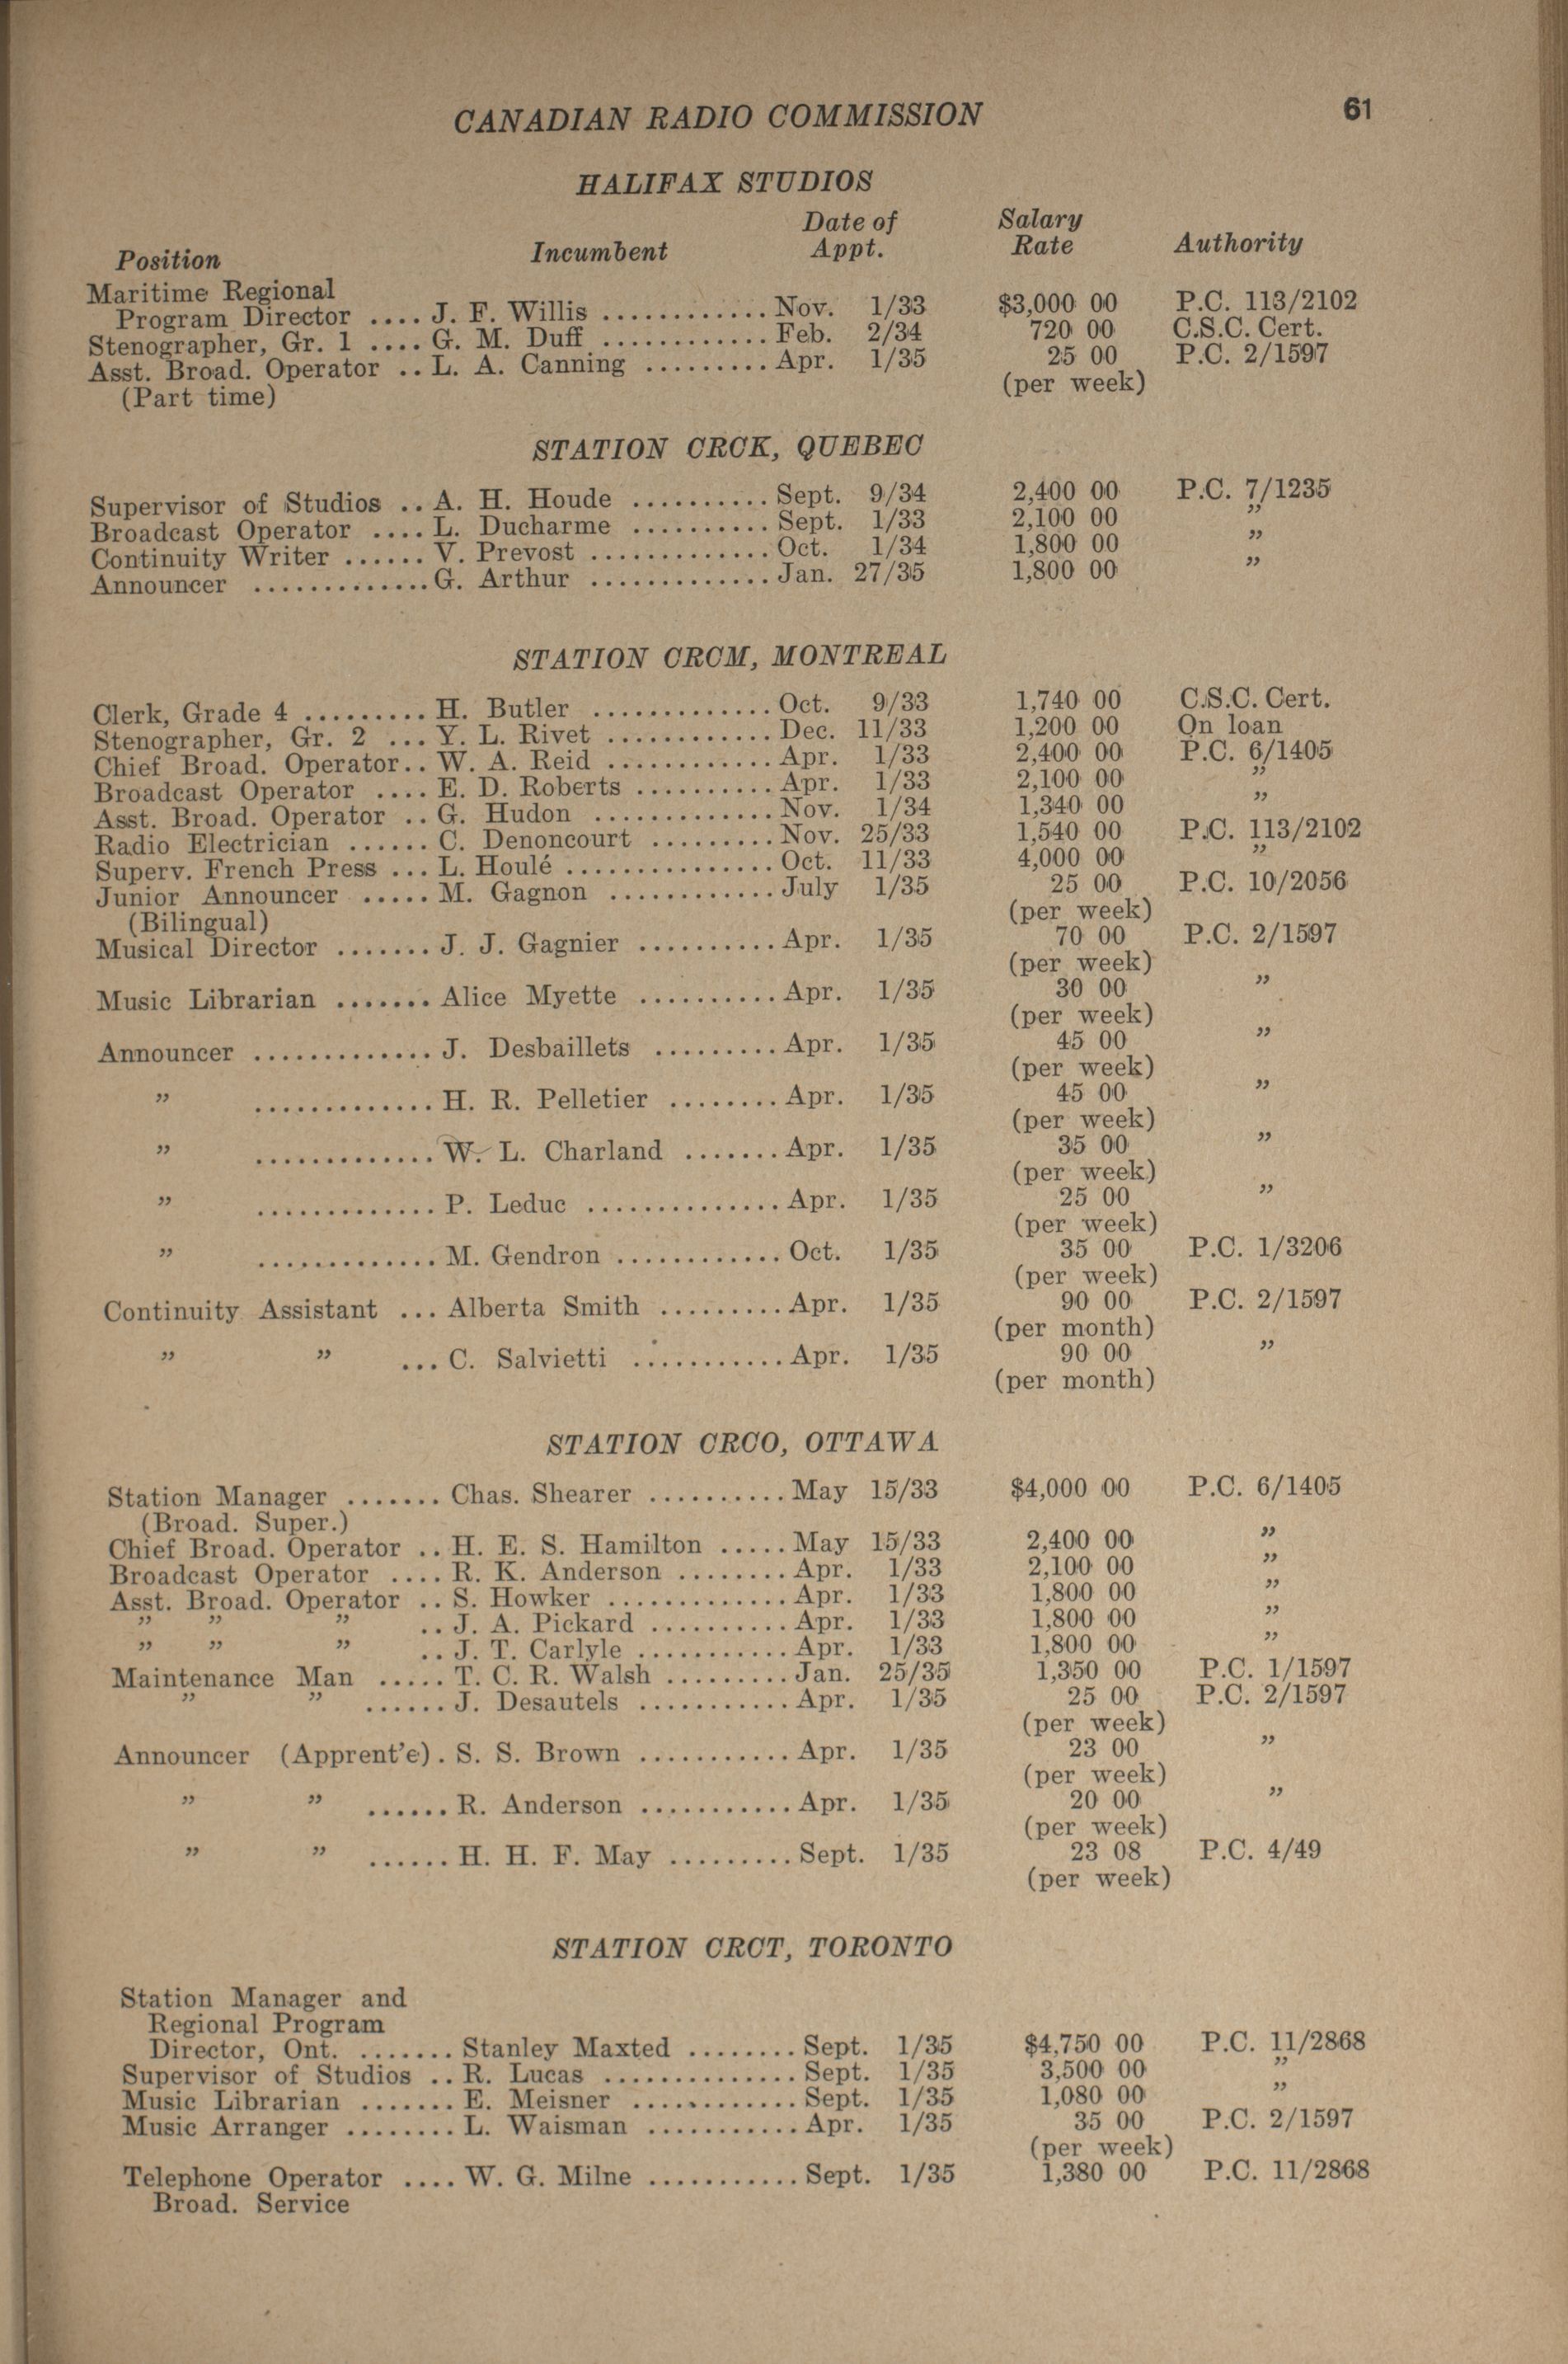 CANADIAN RADIO COMMISSION 61
HALIFAX STUDIOS
Position Incumbent Date of Appt. Salary Rate Authority
Maritime Regional
Program Director .... J. F. Willis ............ Nov. 1/33 $3,000 00 P.C. 113/2102
Stenographer, Gr. 1 .... G. M. Duff ............ Feb. 2/34 720 00 C.S.C. Cert.
Asst. Broad. Operator .. L. A. Canning ......... Apr. 1/35 25 00 P.C. 2/1597
(Part time) (per week)
STATION CRCK, QUEBEC
Supervisor of Studios .. A. H. Houde .......... Sept. 9/34 2,400 00 P.C. 7/1235
Broadcast Operator .... L. Ducharme .......... Sept. 1/33 2,100 00 ”
Continuity Writer ...... V. Prevost ............. Oct. 1/34 1,800 00 ”
Announcer ............. G. Arthur ............. Jan. 27/35 1,800 00 ”
STATION CRCM, MONTREAL
Clerk, Grade 4 ......... H. Butler ............. Oct. 9/33 1,740 00 C.S.C. Cert.
Stenographer, Gr. 2 ... Y. L. Rivet ............ Dec. 11/33 1,200 00 On loan
Chief Broad. Operator.. W. A. Reid ............ Apr. 1/33 2,400 00 P.C. 6/1405
Broadcast Operator .... E. D. Roberts .......... Apr. 1/33 2,100 00 ”
Asst. Broad. Operator .. G. Hudon ............. Nov. 1/34 1,340 00 ”
Radio Electrician ...... C. Denoncourt ......... Nov. 25/33 1,540 00 P.C. 113/2102
Superv. French Press ... L. Houlé ............... Oct. 11/33 4,000 00 ”
Junior Announcer ..... M. Gagnon ............ July 1/35 25 00 P.C. 10/2056
(Bilingual) (per week)
Musical Director ....... J. J. Gagnier .......... Apr. 1/35 70 00 P.C. 2/1597
(per week)
Music Librarian ....... Alice Myette .......... Apr. 1/35 30 00 ”
(per week)
Announcer ............. J. Desbaillets ......... Apr. 1/35 45 00 ”
(per week)
” ............. H. R. Pelletier ........ Apr. 1/35 45 00 ”
(per week)
” ............. W. L. Charland ....... Apr. 1/35 35 00 ”
(per week)
” ............. P. Leduc .............. Apr. 1/35 25 00 ”
(per week)
” ............. M. Gendron ............ Oct. 1/35 35 00 P.C. 1/3206
(per week)
Continuity Assistant ... Alberta Smith ......... Apr. 1/35 90 00 P.C. 2/1597
(per month)
” ” ... C. Salvietti ........... Apr. 1/35 90 00 ”
(per month)
STATION CRCO, OTTAWA
Station Manager ....... Chas. Shearer .......... May 15/33 $4,000 00 P.C. 6/1405
(Broad. Super.)
Chief Broad. Operator .. H. E. S. Hamilton ..... May 15/33 2,400 00 ”
Broadcast Operator .... R. K. Anderson ........ Apr. 1/33 2,100 00 ”
Asst. Broad. Operator .. S. Howker ............. Apr. 1/33 1,800 00 ”
” ” ” .. J. A. Pickard .......... Apr. 1/33 1,800 00 ”
” ” ” .. J. T. Carlyle ........... Apr. 1/33 1,800 00 ”
Maintenance Man ..... T. C. R. Walsh ......... Jan. 25/35 1,350 00 P.C. 1/1597
” ” ...... J. Desautels ........... Apr. 1/35 25 00 P.C. 2/1597
(per week)
Announcer (Apprent'e). S. S. Brown ........... Apr. 1/35 23 00 ”
(per week)
” ” ...... R. Anderson ........... Apr. 1/35 20 00 ”
(per week)
” ” ...... H. H. F. May ......... Sept. 1/35 23 08 P.C. 4/49
(per week)
STATION CRCT, TORONTO
Station Manager and
Regional Program
Director, Ont. ....... Stanley Maxted ........ Sept. 1/35 $4,750 00 P.C. 11/2868
Supervisor of Studios .. R. Lucas .............. Sept. 1/35 3,500 00 ”
Music Librarian ....... E. Meisner ............ Sept. 1/35 1,080 00 ”
Music Arranger ........ L. Waisman ........... Apr. 1/35 35 00 P.C. 2/1597
(per week)
Telephone Operator .... W. G. Milne ........... Sept. 1/35 1,380 00 P.C. 11/2868
Broad. Service